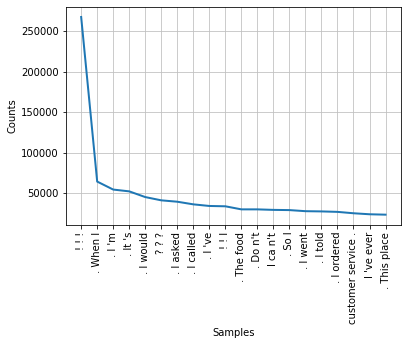 250000
200000
150000
100000
50000
Counts
! ! !
. When I
. I 'm
. It 's
. I would
? ? ?
. I asked
. I called
. I 've
! ! I
. The food
. Do n't
I ca n't
. So I
. I went
. I told
. I ordered
customer service .
I 've ever
. This place
Samples